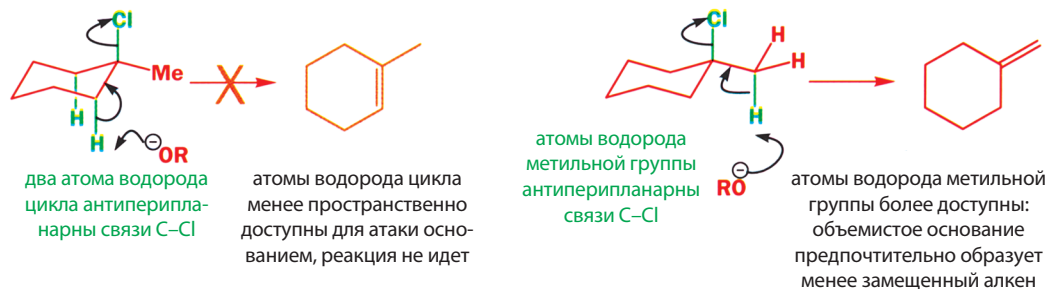 Cl
Me
H
H
⊖OR
два атома водорода
цикла антиперипла-
нарны связи C–Cl
атомы водорода цикла
менее пространственно
доступны для атаки осно-
ванием, реакция не идет
Cl
H
H
H
атомы водорода
метильной группы
антиперипланарны
связи C–Cl
⊖
RO
атомы водорода метильной
группы более доступны:
объемистое основание
предпочтительно образует
менее замещенный алкен